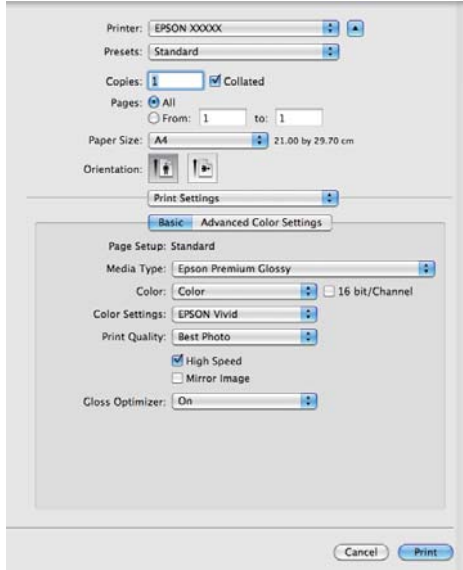 Printer: EPSON XXXXX
Presets: Standard
Copies: 1 Collated
Pages: All
From: 1 to: 1
Paper Size: A4 21.00 by 29.70 cm
Orientation:
Print Settings
Basic Advanced Color Settings
Page Setup: Standard
Media Type: Epson Premium Glossy
Color: Color 16 bit/Channel
Color Settings: EPSON Vivid
Print Quality: Best Photo
High Speed
Mirror Image
Gloss Optimizer: On
Cancel Print